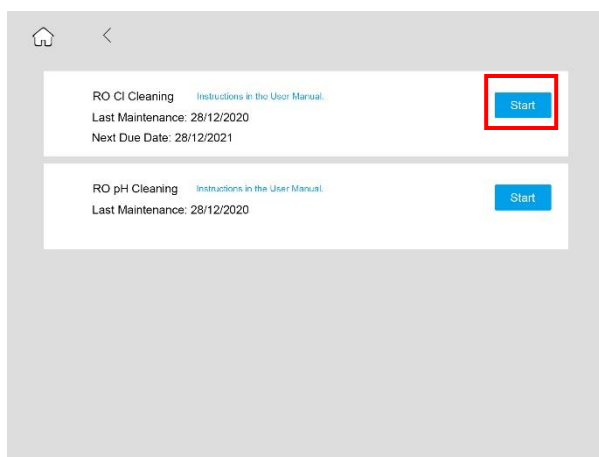 RO Cl Cleaning Instructions in the User Manual.
Start
Last Maintenance: 28/12/2020
Next Due Date: 28/12/2021
RO pH Cleaning Instructions in the User Manual.
Start
Last Maintenance: 28/12/2020